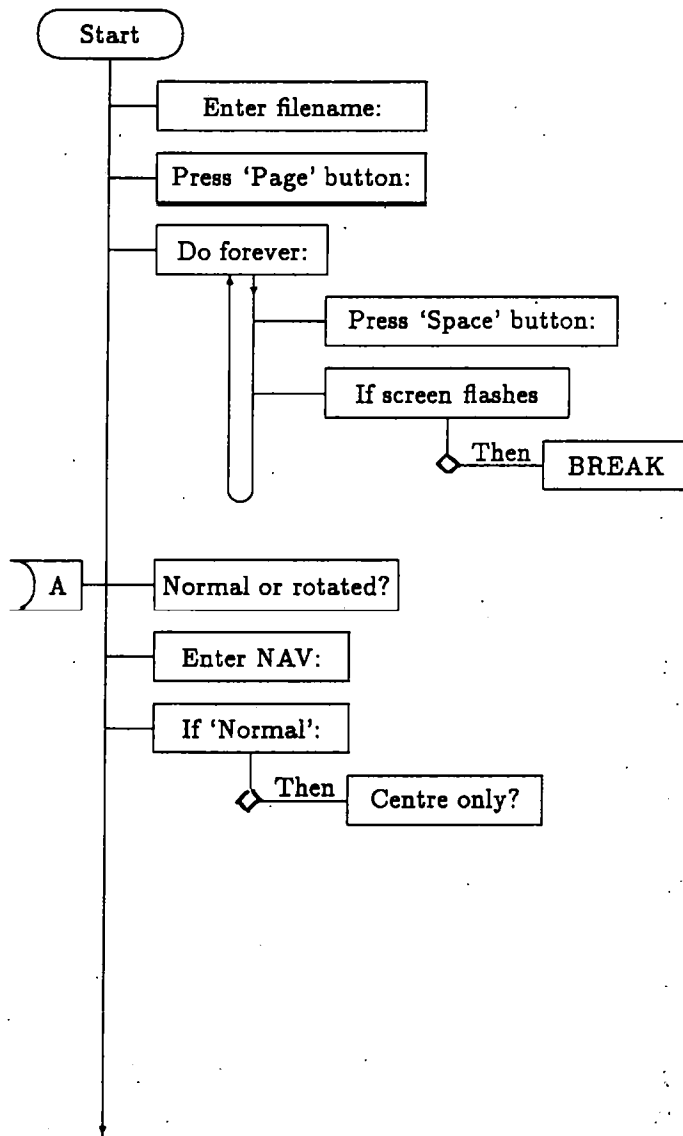 Start
Enter filename:
Press ‘Page’ button:
Do forever:
Press ‘Space’ button:
If screen flashes
Then
BREAK
A
Normal or rotated?
Enter NAV:
If ‘Normal’:
Then
Centre only?